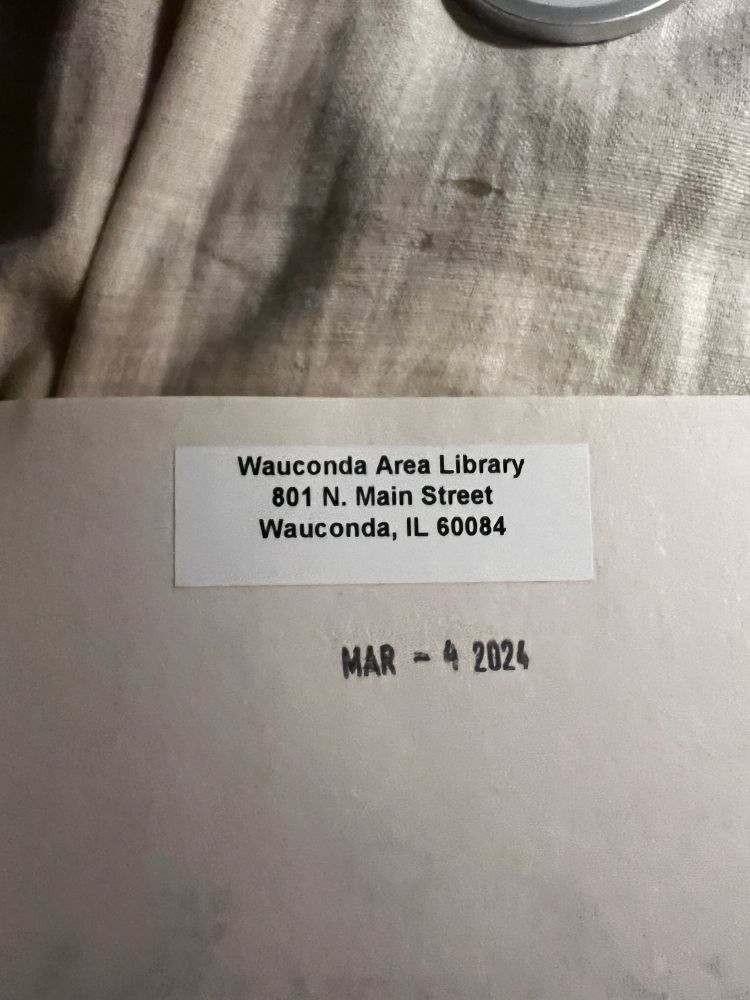 Wauconda Area Library
801 N. Main Street
Wauconda, IL 60084
MAR - 4 2024